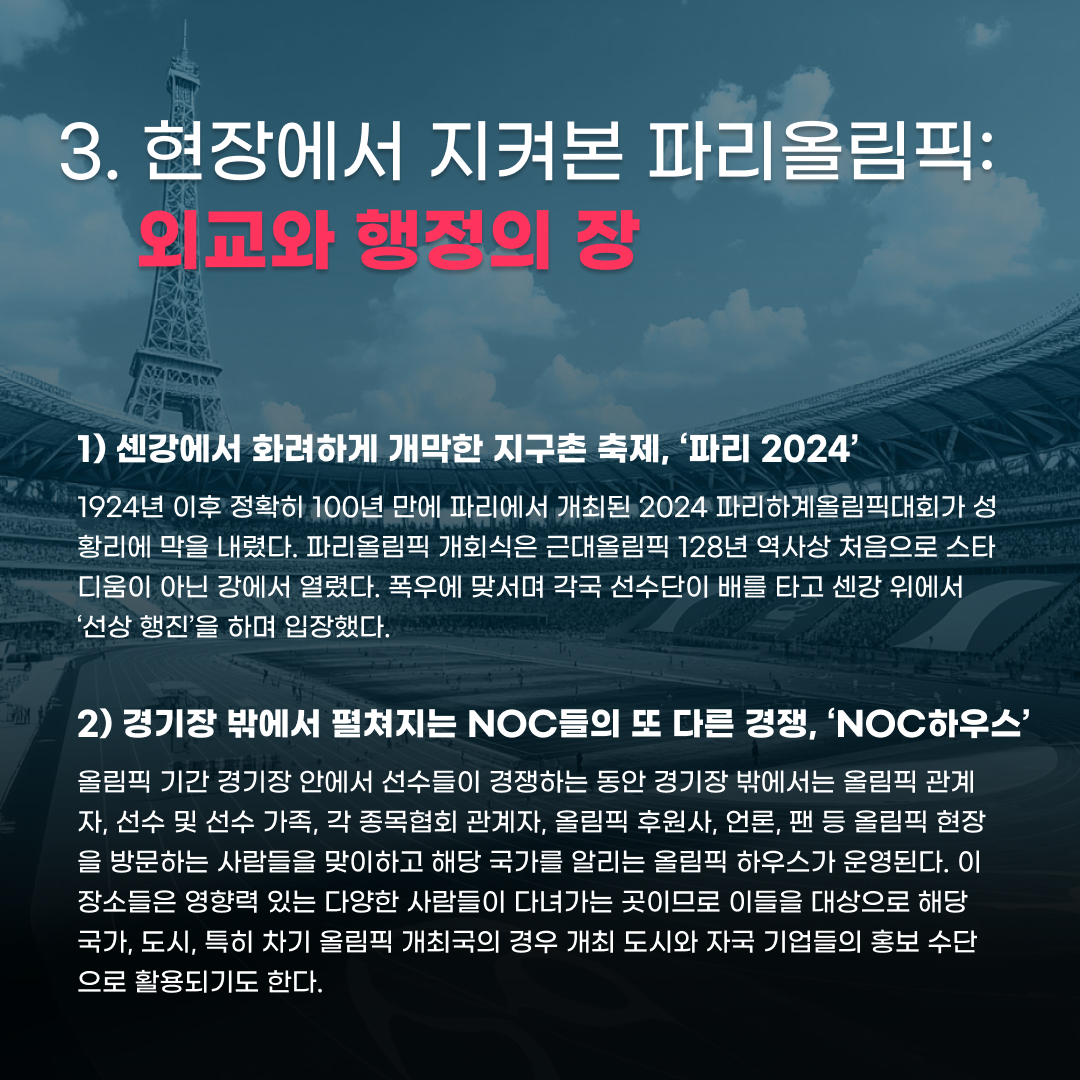 3. 현장에서 지켜본 파리올림픽:
외교와 행정의 장
1) 센강에서 화려하게 개막한 지구촌 축제, ‘파리 2024’
1924년 이후 정확히 100년 만에 파리에서 개최된 2024 파리하계올림픽대회가 성
황리에 막을 내렸다. 파리올림픽 개회식은 근대올림픽 128년 역사상 처음으로 스타
디움이 아닌 강에서 열렸다. 폭우에 맞서며 각국 선수단이 배를 타고 센강 위에서
‘선상 행진’을 하며 입장했다.
2) 경기장 밖에서 펼쳐지는 NOC들의 또 다른 경쟁, ‘NOC하우스’
올림픽 기간 경기장 안에서 선수들이 경쟁하는 동안 경기장 밖에서는 올림픽 관계
자, 선수 및 선수 가족, 각 종목협회 관계자, 올림픽 후원사, 언론, 팬 등 올림픽 현장
을 방문하는 사람들을 맞이하고 해당 국가를 알리는 올림픽 하우스가 운영된다. 이
장소들은 영향력 있는 다양한 사람들이 다녀가는 곳이므로 이들을 대상으로 해당
국가, 도시, 특히 차기 올림픽 개최국의 경우 개최 도시와 자국 기업들의 홍보 수단
으로 활용되기도 한다.